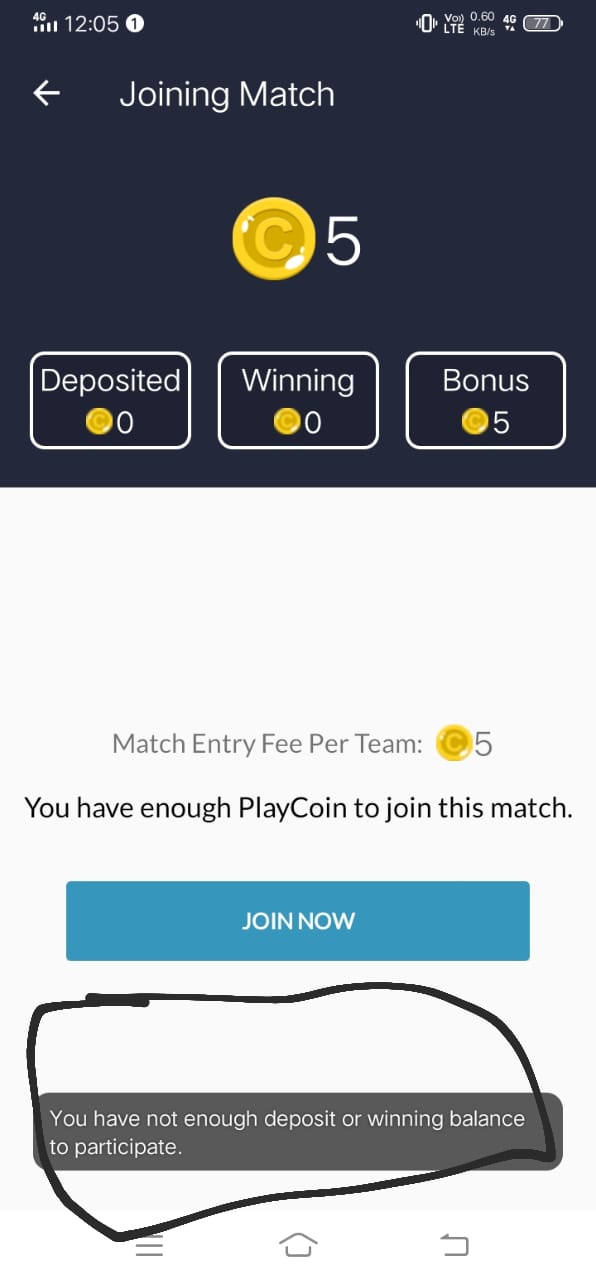 4G 12:05 1 Vo)) LTE 0.60 KB/s 4G 77
Joining Match
C 5
Deposited Winning Bonus
C 0 C 0 C 5
Match Entry Fee Per Team: C 5
You have enough PlayCoin to join this match.
JOIN NOW
You have not enough deposit or winning balance
to participate.